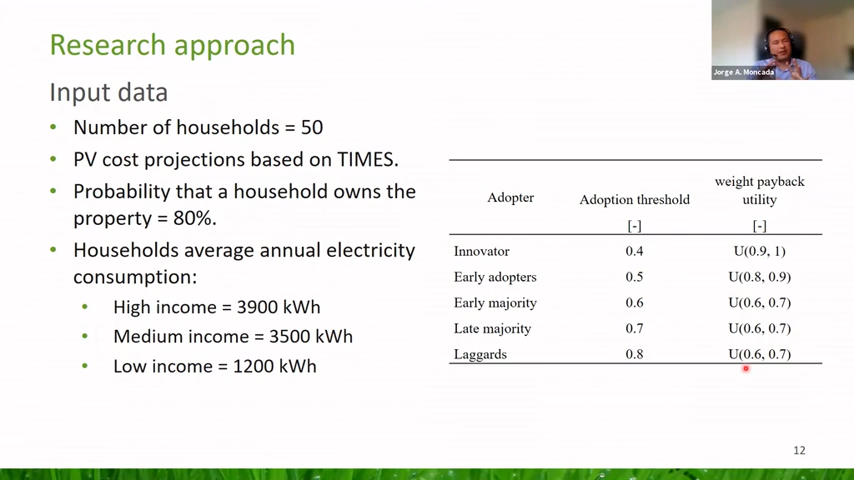 Research approach
Jorge A. Moncada
Input data
• Number of households = 50
• PV cost projections based on TIMES.
• Probability that a household owns the
property = 80%.
• Households average annual electricity
consumption:
• High income = 3900 kWh
• Medium income = 3500 kWh
• Low income = 1200 kWh
Adopter
Adoption threshold
[-]
weight payback
utility
[-]
Innovator 0.4 U(0.9, 1)
Early adopters 0.5 U(0.8, 0.9)
Early majority 0.6 U(0.6, 0.7)
Late majority 0.7 U(0.6, 0.7)
Laggards 0.8 U(0.6, 0.7)
12